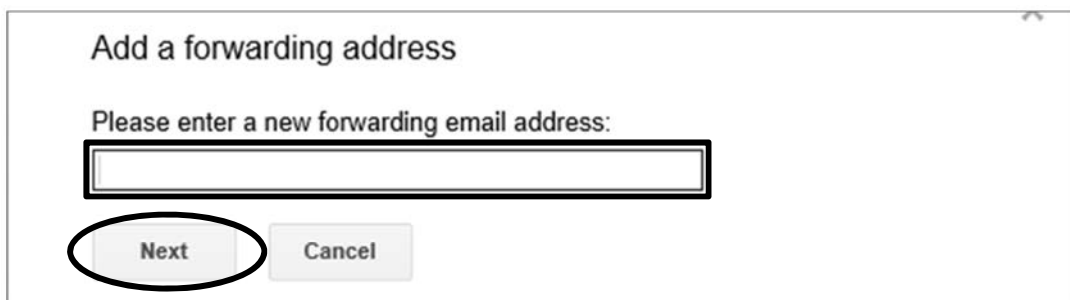 Add a forwarding address
Please enter a new forwarding email address:
Next Cancel